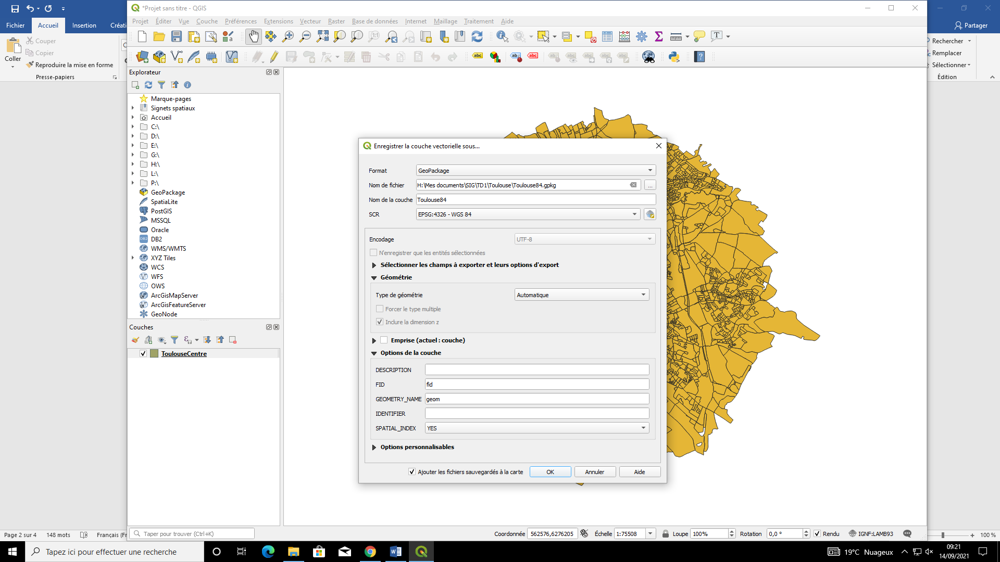 *Projet sans titre - QGIS
Fichier
Accueil
Insertion
Créati
Partager
Projet Éditer Vue Couche Préférences Extensions Vecteur Raster Base de données Internet Maillage Traitement Aide
Coller
Couper
Copier
Reproduire la mise en forme
Presse-papiers
Rechercher
Remplacer
Sélectionner
Édition
Explorateur
Marque-pages
Signets spatiaux
Accueil
C:\
D:\
E:\
G:\
H:\
L:\
P:\
GeoPackage
SpatiaLite
PostGIS
MSSQL
Oracle
DB2
WMS/WMTS
XYZ Tiles
WCS
WFS
OWS
ArcGisMapServer
ArcGisFeatureServer
GeoNode
Couches
ToulouseCentre
Enregistrer la couche vectorielle sous...
Format GeoPackage
Nom de fichier H:\Mes documents\SIG\TD1\Toulouse\Toulouse84.gpkg ...
Nom de la couche Toulouse84
SCR EPSG:4326 - WGS 84
Encodage UTF-8
N'enregistrer que les entités sélectionnées
Sélectionner les champs à exporter et leurs options d'export
Géométrie
Type de géométrie Automatique
Forcer le type multiple
Inclure la dimension z
Emprise (actuel : couche)
Options de la couche
DESCRIPTION
FID fid
GEOMETRY_NAME geom
IDENTIFIER
SPATIAL_INDEX YES
Options personnalisables
Ajouter les fichiers sauvegardés à la carte OK Annuler Aide
Taper pour trouver (Ctrl+K)
Coordonnée 562576,6276205 Échelle 1:75508 Loupe 100% Rotation 0,0 ° Rendu IGNF:LAMB93
Page 2 sur 4 148 mots Français (Fr
100 %
Tapez ici pour effectuer une recherche
19°C Nuageux
09:21
14/09/2021